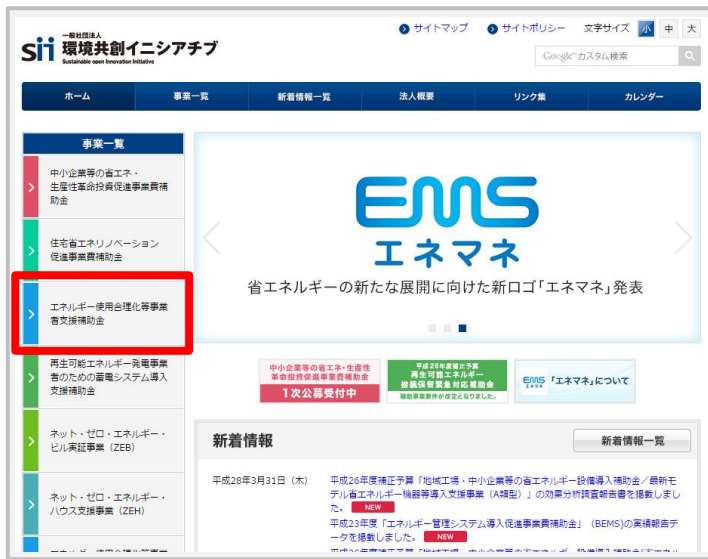 サイトマップ サイトポリシー 文字サイズ 小 中 大
一般社団法人
sii 環境共創イニシアチブ
Sustainable open Innovation Initiative
Google カスタム検索
ホーム 事業一覧 新着情報一覧 法人概要 リンク集 カレンダー
事業一覧
中小企業等の省エネ・
生産性革命投資促進事業費補
助金
住宅省エネリノベーション
促進事業費補助金
エネルギー使用合理化等事業
者支援補助金
再生可能エネルギー発電事業
者のための蓄電システム導入
支援補助金
ネット・ゼロ・エネルギー・
ビル実証事業（ZEB）
ネット・ゼロ・エネルギー・
ハウス支援事業（ZEH）
EMS
エネマネ
省エネルギーの新たな展開に向けた新ロゴ「エネマネ」発表
中小企業等の省エネ・生産性
革命投資促進事業費補助金
1次公募受付中
平成26年度補正予算
再生可能エネルギー
接続保留緊急対応補助金
補助事業要件が改定となりました。
EMS エネマネ 「エネマネ」について
新着情報
新着情報一覧
平成28年3月31日（木）
平成26年度補正予算「地域工場・中小企業等の省エネルギー設備導入補助金／最新モ
デル省エネルギー機器等導入支援事業（A類型）」の効果分析調査報告書を掲載しまし
た。 NEW
平成23年度「エネルギー管理システム導入促進事業費補助金」（BEMS)の実績報告デ
ータを掲載しました。 NEW